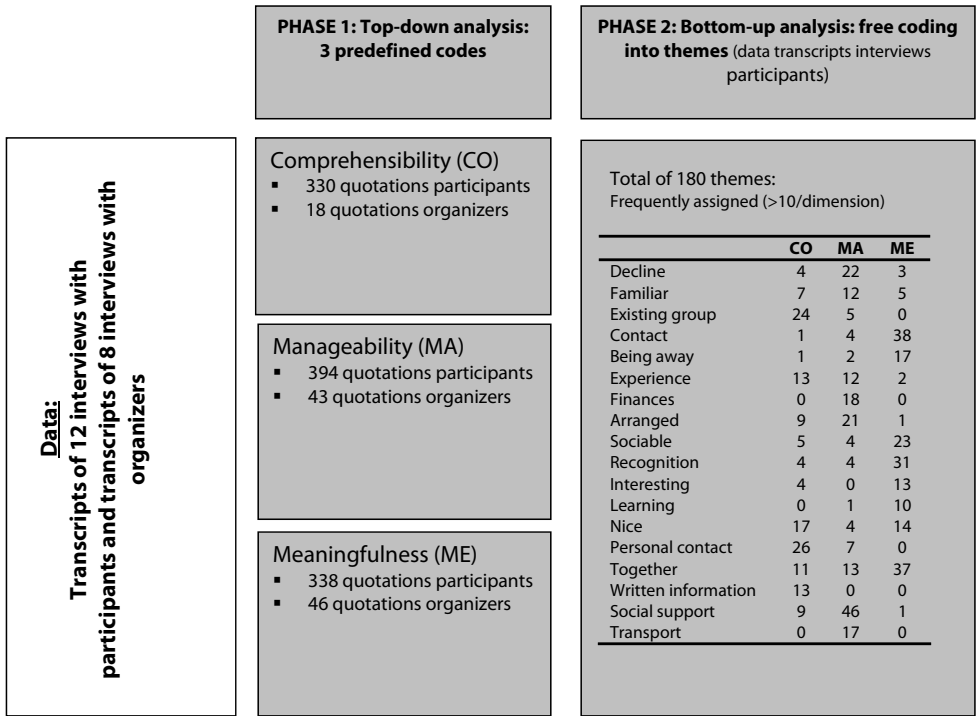 PHASE 1: Top-down analysis:
3 predefined codes
PHASE 2: Bottom-up analysis: free coding
into themes (data transcripts interviews
participants)
Data:
Transcripts of 12 interviews with
participants and transcripts of 8 interviews with
organizers
Comprehensibility (CO)
▪ 330 quotations participants
▪ 18 quotations organizers
Manageability (MA)
▪ 394 quotations participants
▪ 43 quotations organizers
Meaningfulness (ME)
▪ 338 quotations participants
▪ 46 quotations organizers
Total of 180 themes:
Frequently assigned (>10/dimension)
CO MA ME
Decline 4 22 3
Familiar 7 12 5
Existing group 24 5 0
Contact 1 4 38
Being away 1 2 17
Experience 13 12 2
Finances 0 18 0
Arranged 9 21 1
Sociable 5 4 23
Recognition 4 4 31
Interesting 4 0 13
Learning 0 1 10
Nice 17 4 14
Personal contact 26 7 0
Together 11 13 37
Written information 13 0 0
Social support 9 46 1
Transport 0 17 0